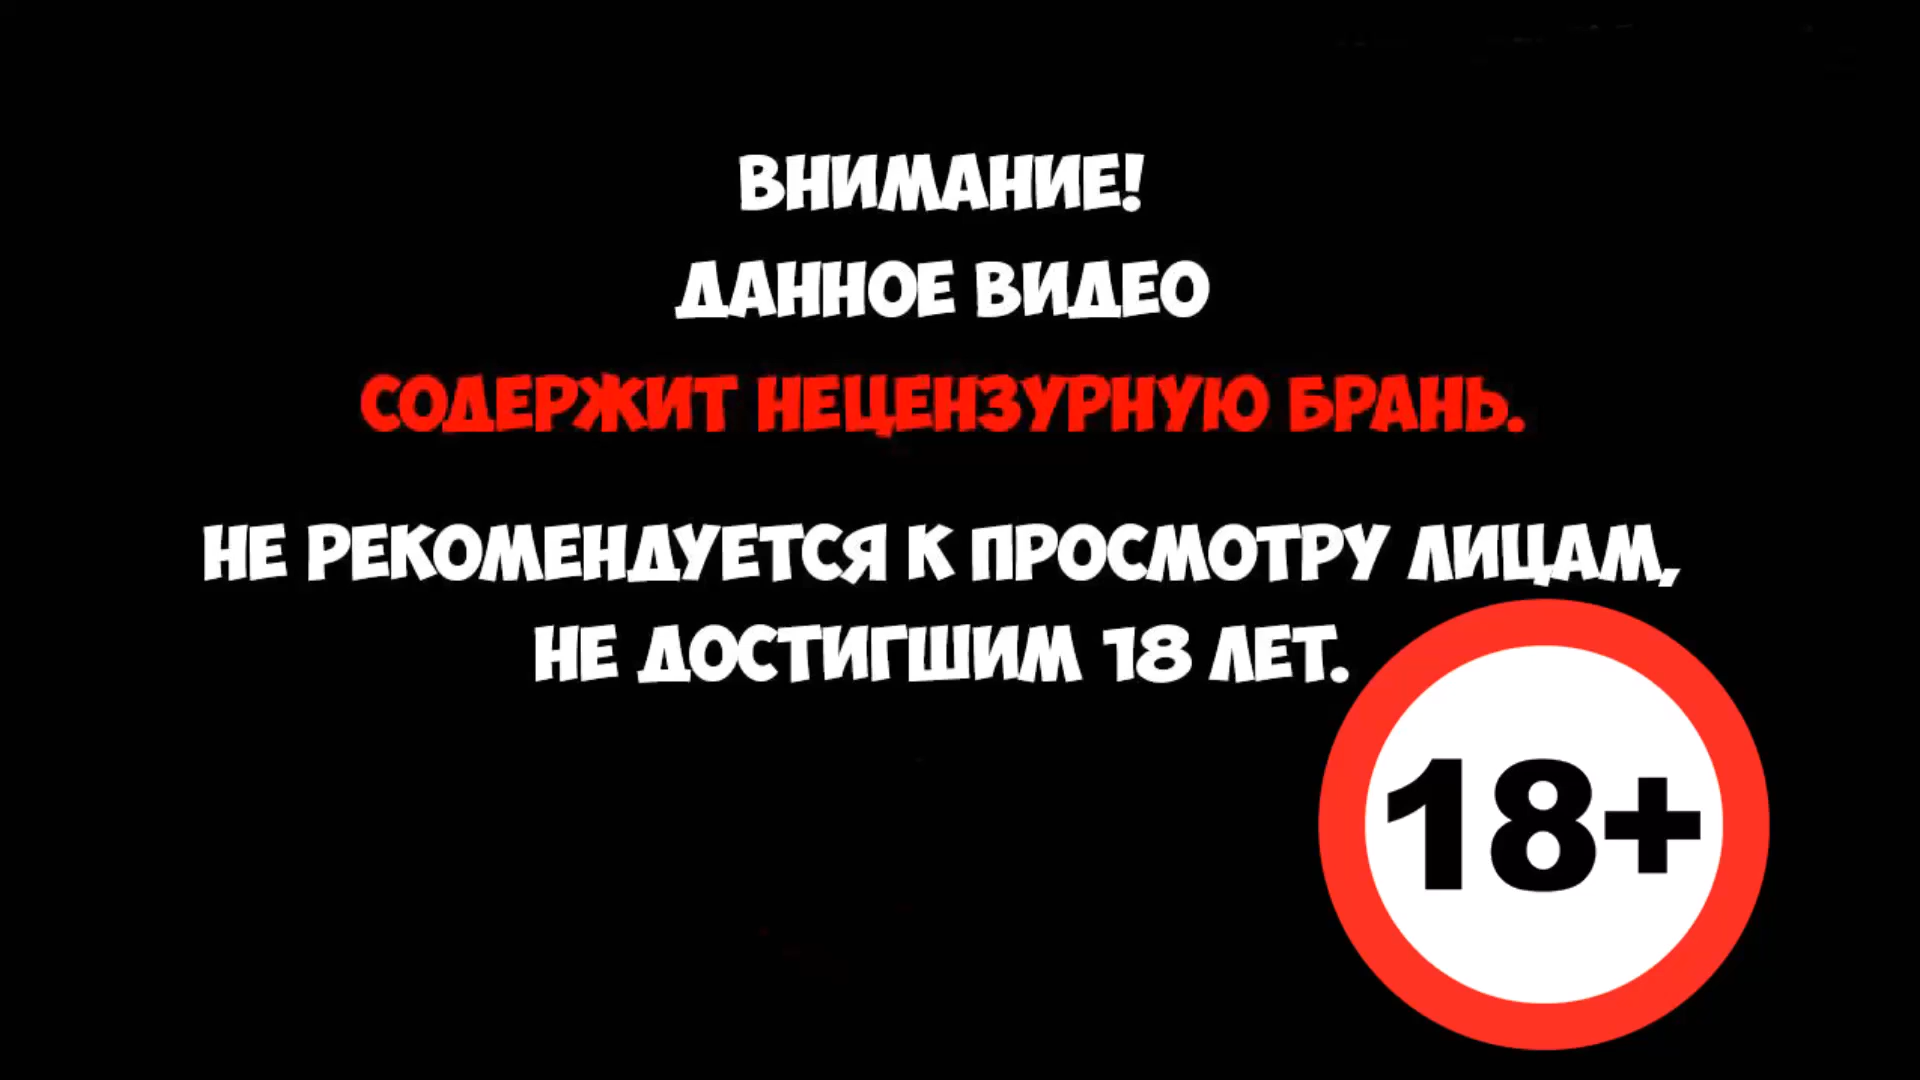 ВНИМАНИЕ!
ДАННОЕ ВИДЕО
СОДЕРЖИТ НЕЦЕНЗУРНУЮ БРАНЬ.
НЕ РЕКОМЕНДУЕТСЯ К ПРОСМОТРУ ЛИЦАМ,
НЕ ДОСТИГШИМ 18 ЛЕТ.
18+